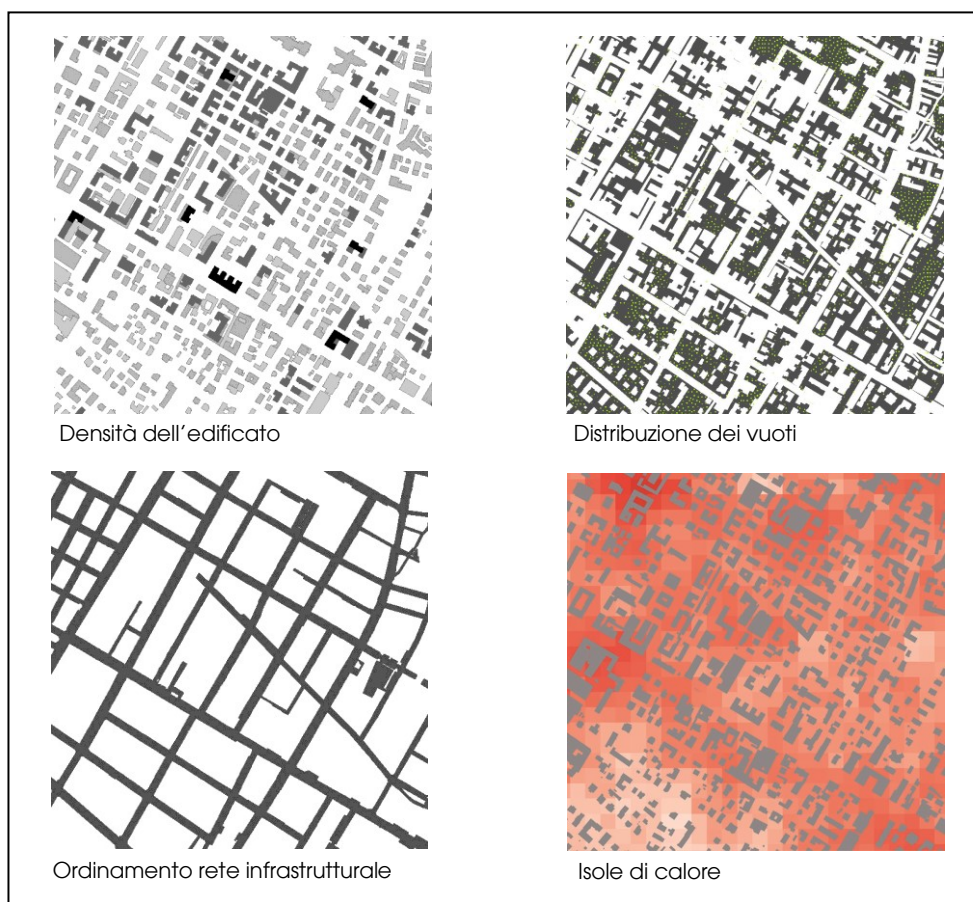 Densità dell'edificato
Distribuzione dei vuoti
Ordinamento rete infrastrutturale
Isole di calore